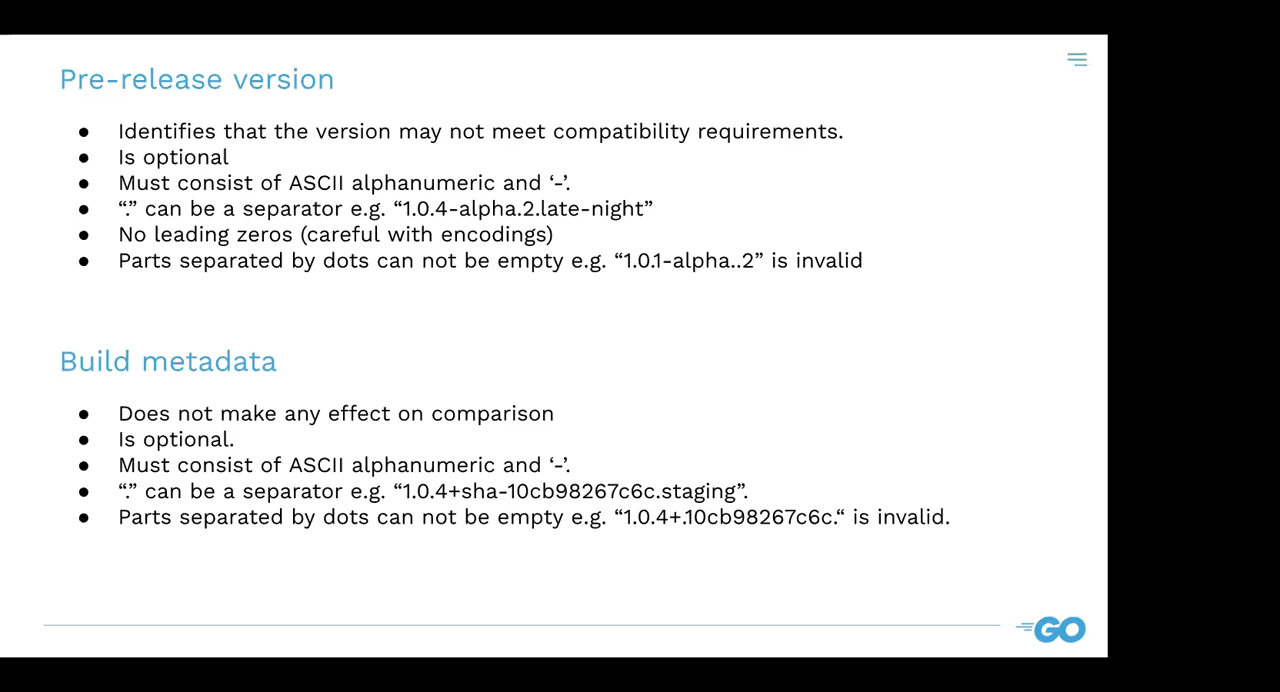 Pre-release version
● Identifies that the version may not meet compatibility requirements.
● Is optional
● Must consist of ASCII alphanumeric and ‘-’.
● “.” can be a separator e.g. “1.0.4-alpha.2.late-night”
● No leading zeros (careful with encodings)
● Parts separated by dots can not be empty e.g. “1.0.1-alpha..2” is invalid
Build metadata
● Does not make any effect on comparison
● Is optional.
● Must consist of ASCII alphanumeric and ‘-’.
● “.” can be a separator e.g. “1.0.4+sha-10cb98267c6c.staging”.
● Parts separated by dots can not be empty e.g. “1.0.4+.10cb98267c6c.“ is invalid.
GO